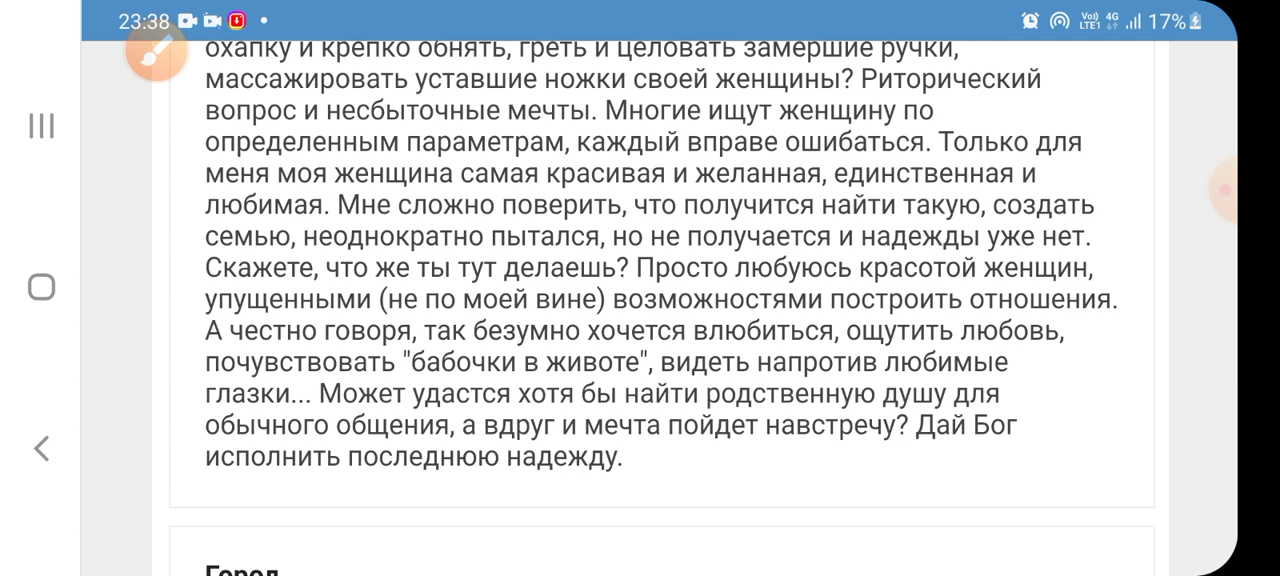 23:38
Vo)) LTE1 4G 17%
охапку и крепко обнять, греть и целовать замершие ручки,
массажировать уставшие ножки своей женщины? Риторический
вопрос и несбыточные мечты. Многие ищут женщину по
определенным параметрам, каждый вправе ошибаться. Только для
меня моя женщина самая красивая и желанная, единственная и
любимая. Мне сложно поверить, что получится найти такую, создать
семью, неоднократно пытался, но не получается и надежды уже нет.
Скажете, что же ты тут делаешь? Просто любуюсь красотой женщин,
упущенными (не по моей вине) возможностями построить отношения.
А честно говоря, так безумно хочется влюбиться, ощутить любовь,
почувствовать "бабочки в животе", видеть напротив любимые
глазки... Может удастся хотя бы найти родственную душу для
обычного общения, а вдруг и мечта пойдет навстречу? Дай Бог
исполнить последнюю надежду.
Город